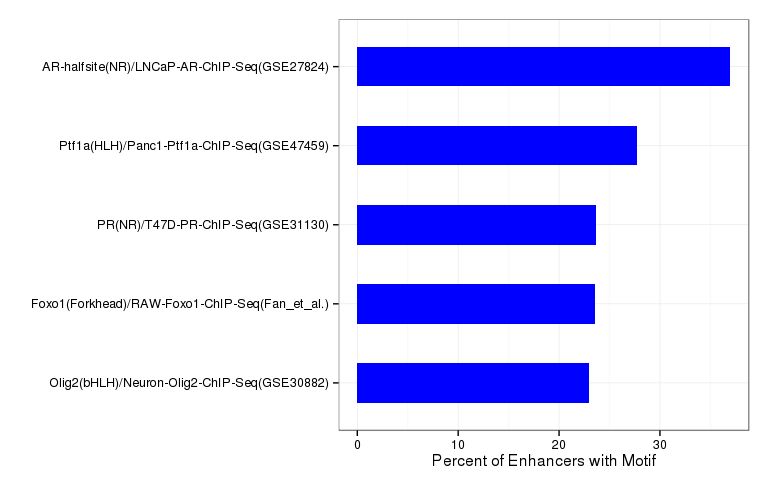 AR-halfsite(NR)/LNCaP-AR-ChIP-Seq(GSE27824)
Ptf1a(HLH)/Panc1-Ptf1a-ChIP-Seq(GSE47459)
PR(NR)/T47D-PR-ChIP-Seq(GSE31130)
Foxo1(Forkhead)/RAW-Foxo1-ChIP-Seq(Fan_et_al.)
Olig2(bHLH)/Neuron-Olig2-ChIP-Seq(GSE30882)
0 10 20 30
Percent of Enhancers with Motif